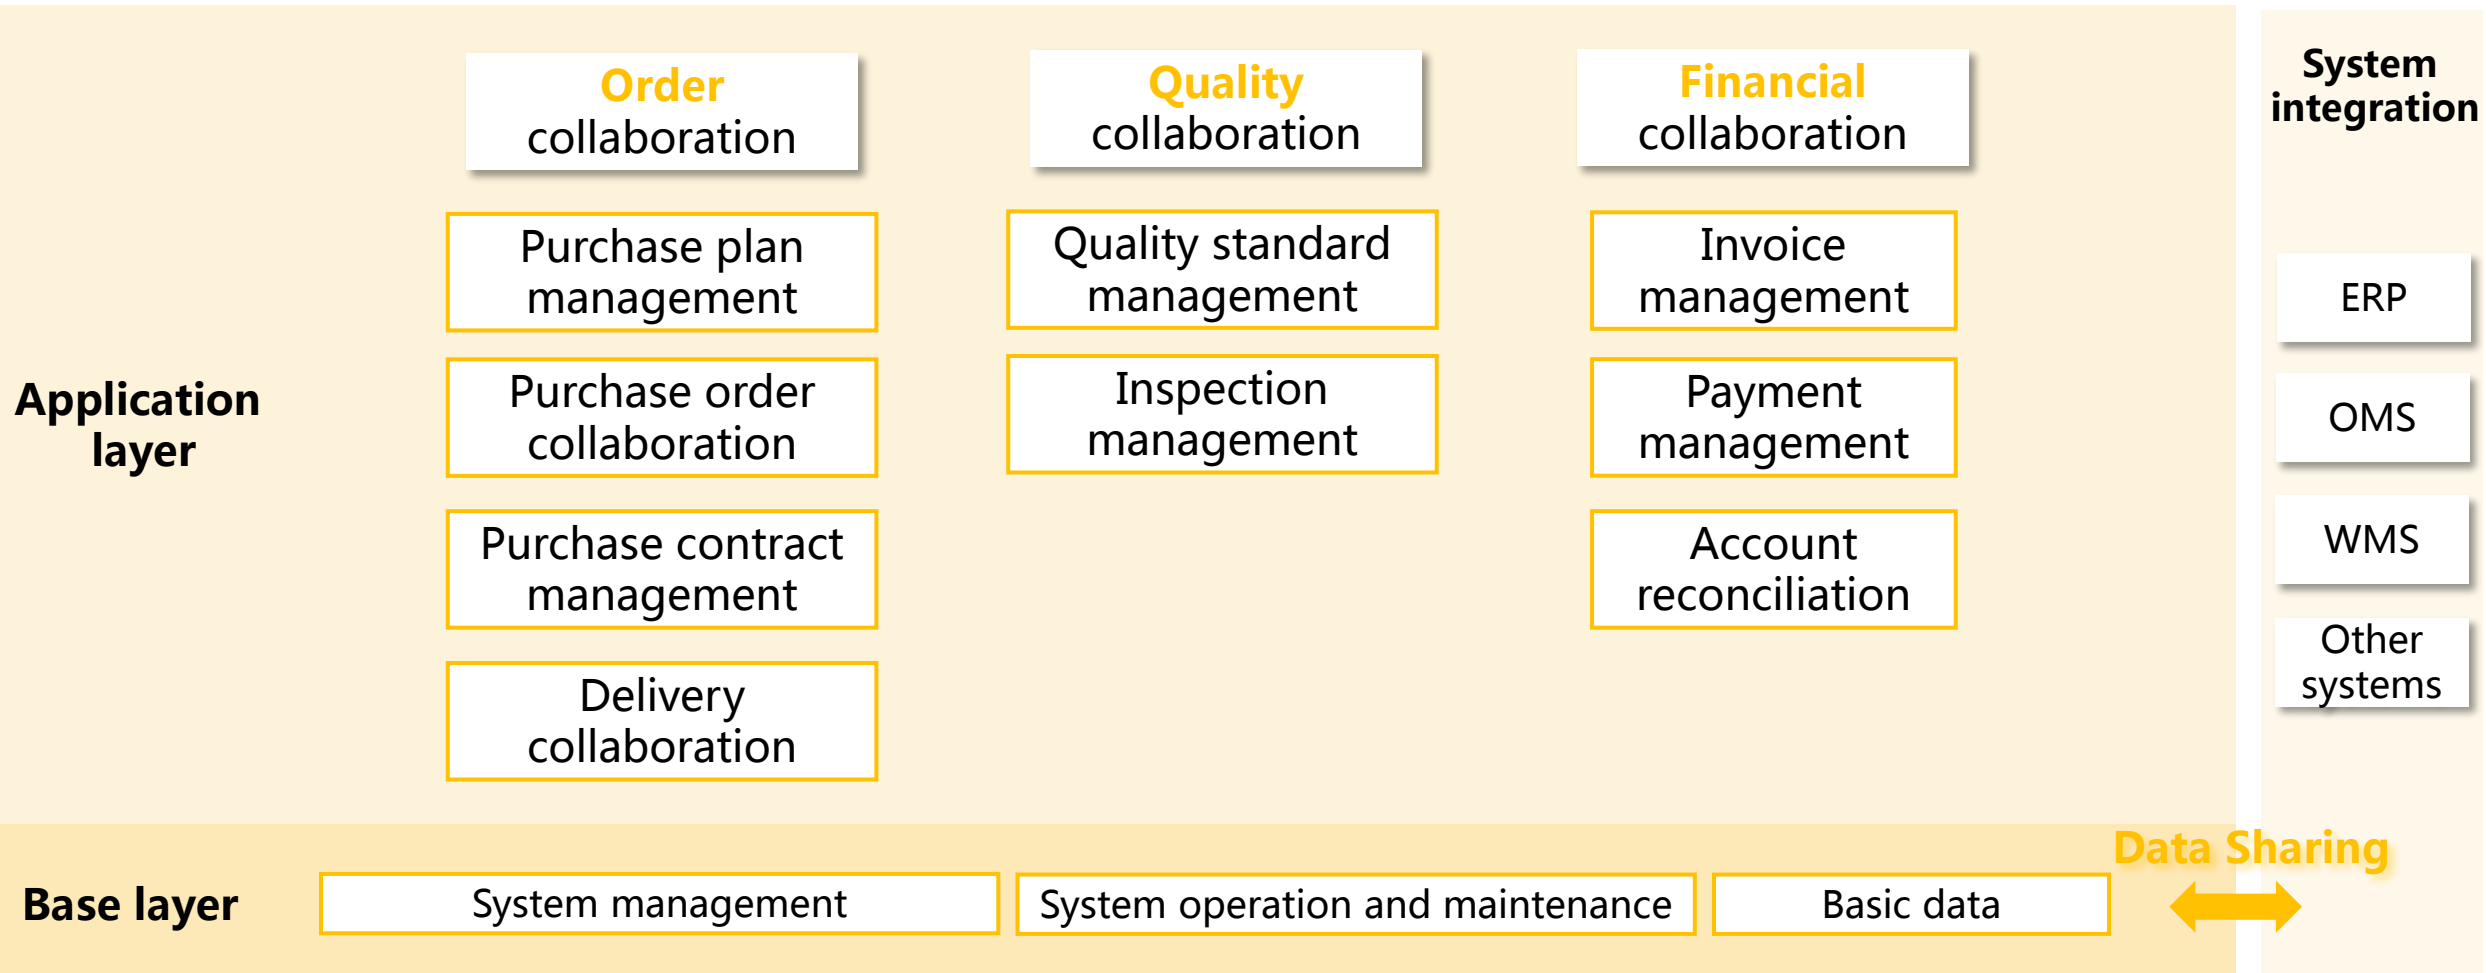 Order
collaboration
Quality
collaboration
Financial
collaboration
System
integration
Application
layer
Purchase plan
management
Purchase order
collaboration
Purchase contract
management
Delivery
collaboration
Quality standard
management
Inspection
management
Invoice
management
Payment
management
Account
reconciliation
ERP
OMS
WMS
Other
systems
Data Sharing
Base layer
System management
System operation and maintenance
Basic data